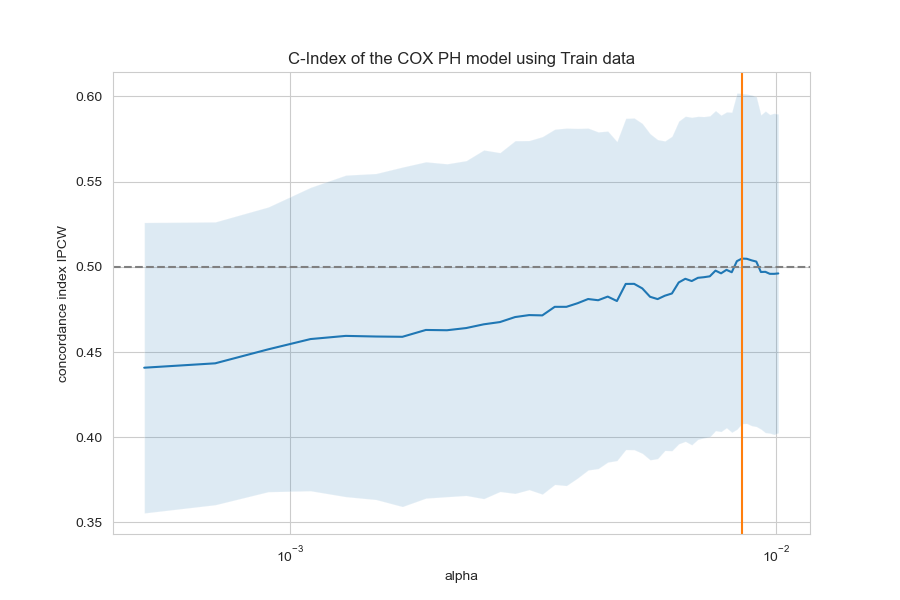 C-Index of the COX PH model using Train data
concordance index IPCW
0.60
0.55
0.50
0.45
0.40
0.35
10⁻³
10⁻²
alpha